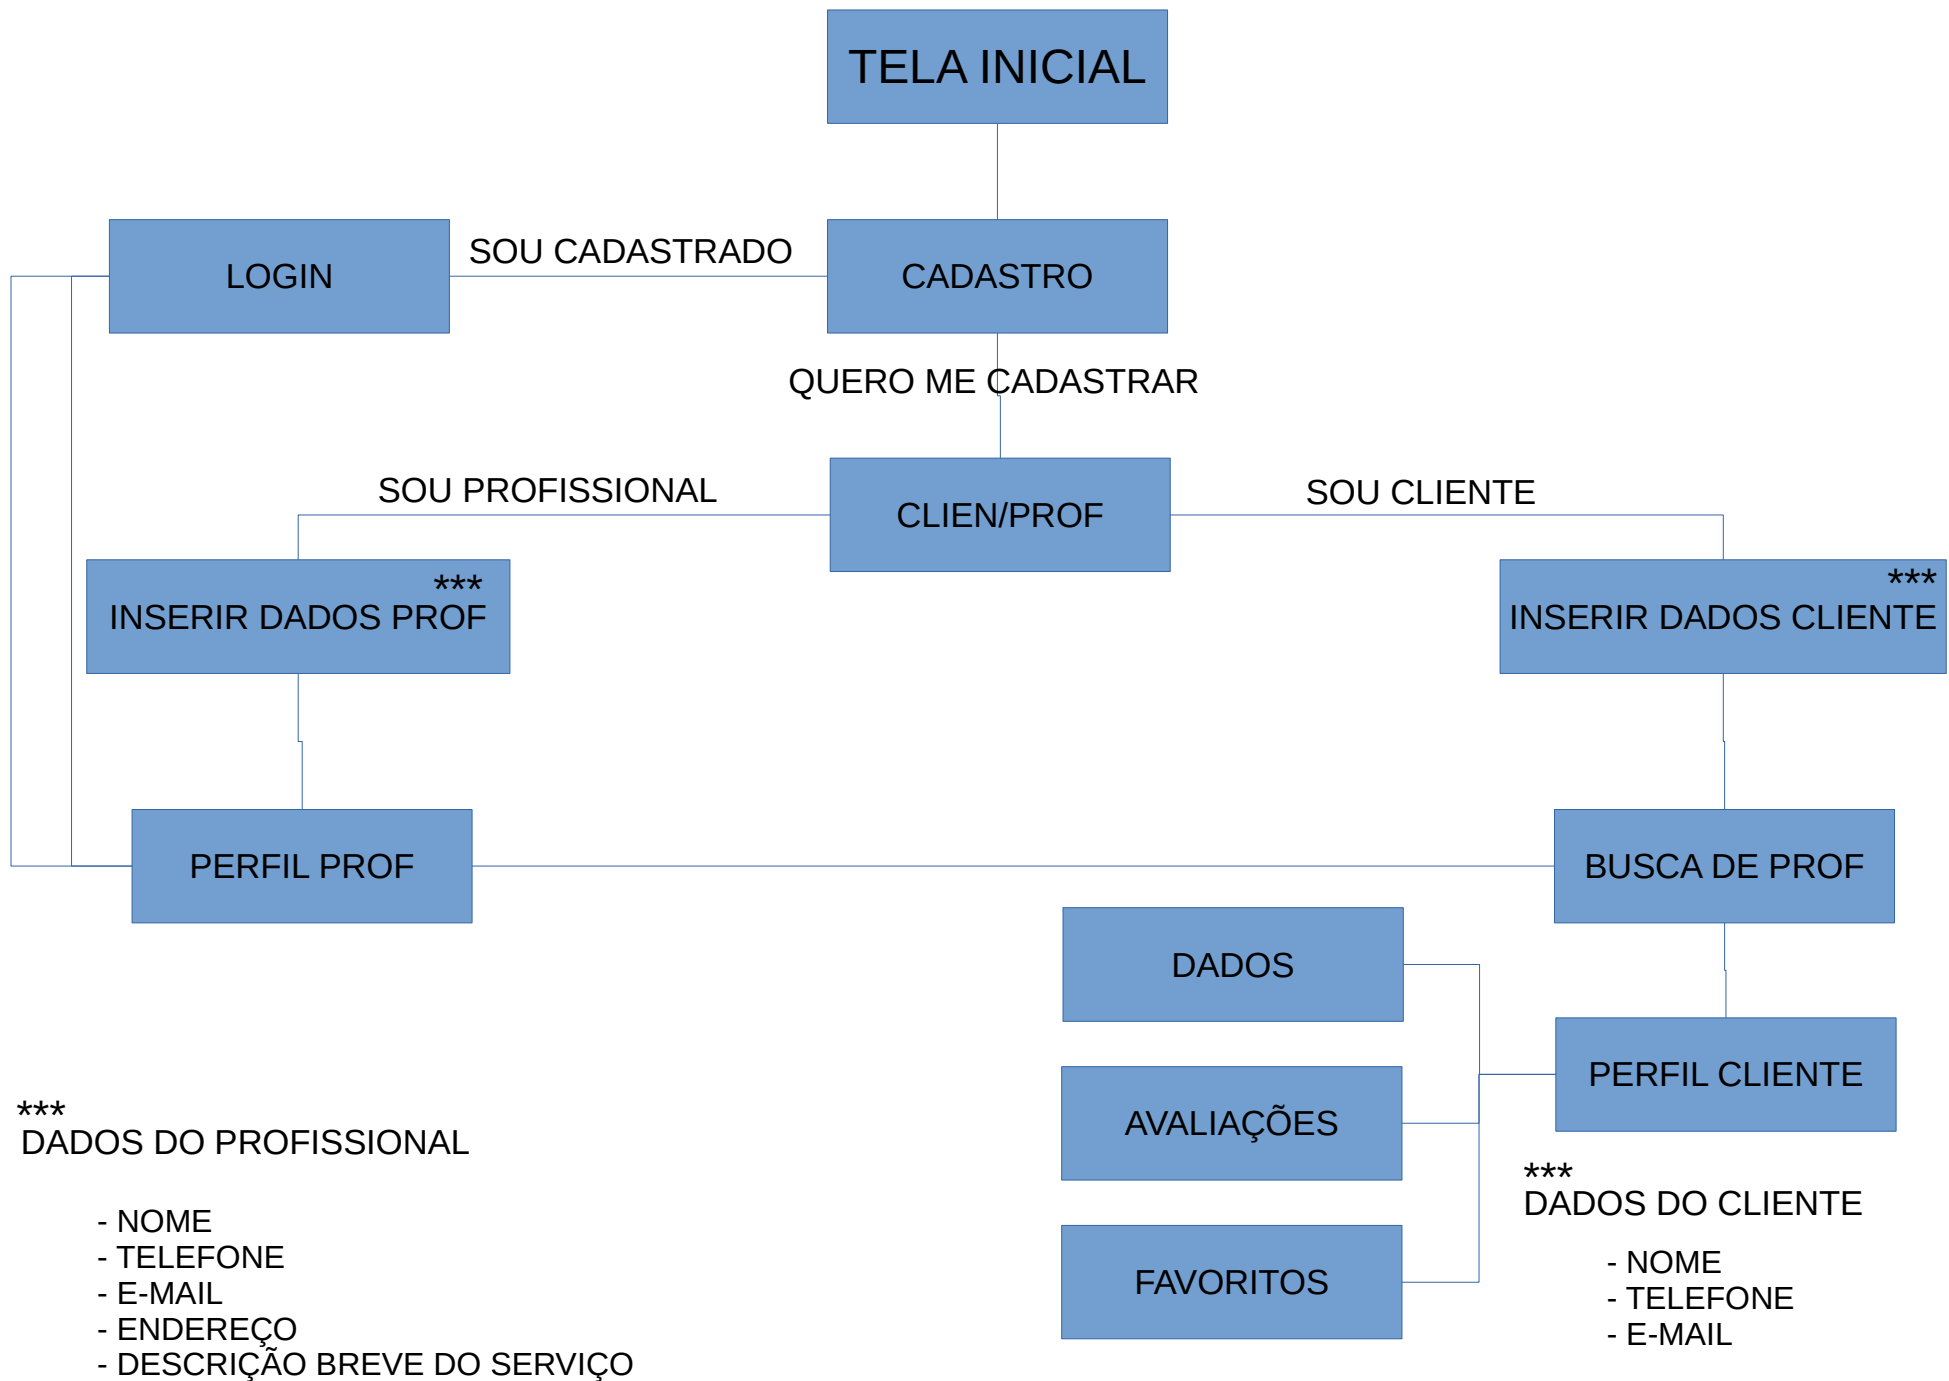 TELA INICIAL
LOGIN
SOU CADASTRADO
CADASTRO
QUERO ME CADASTRAR
SOU PROFISSIONAL
CLIEN/PROF
SOU CLIENTE
***
INSERIR DADOS PROF
***
INSERIR DADOS CLIENTE
PERFIL PROF
BUSCA DE PROF
DADOS
PERFIL CLIENTE
AVALIAÇÕES
FAVORITOS
***
DADOS DO PROFISSIONAL
- NOME
- TELEFONE
- E-MAIL
- ENDEREÇO
- DESCRIÇÃO BREVE DO SERVIÇO
***
DADOS DO CLIENTE
- NOME
- TELEFONE
- E-MAIL